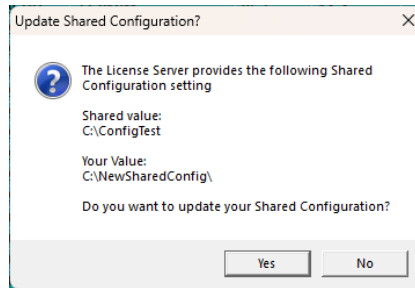 Update Shared Configuration?
The License Server provides the following Shared
Configuration setting
Shared value:
C:\ConfigTest
Your Value:
C:\NewSharedConfig\
Do you want to update your Shared Configuration?
Yes
No